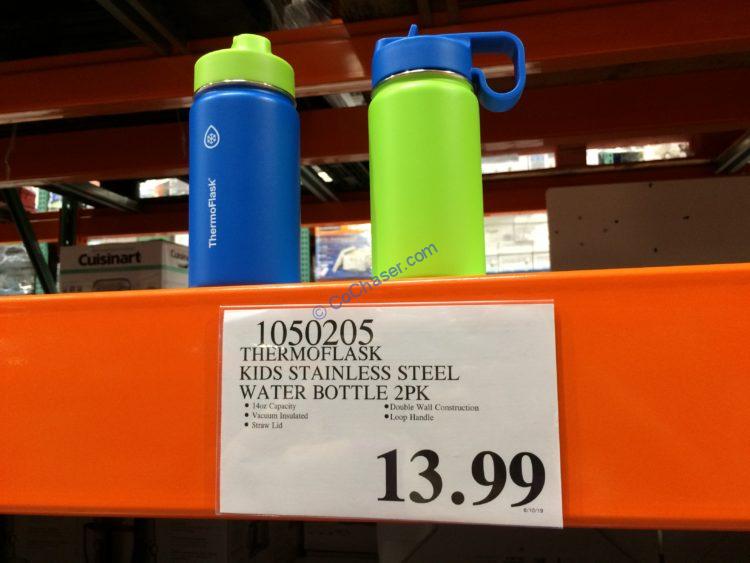 Cuisinart
ThermoFlask
© CoChaser.com
1050205
THERMOFLASK
KIDS STAINLESS STEEL
WATER BOTTLE 2PK
• 14oz Capacity
• Vacuum Insulated
• Straw Lid
• Double Wall Construction
• Loop Handle
13.99
6/10/19